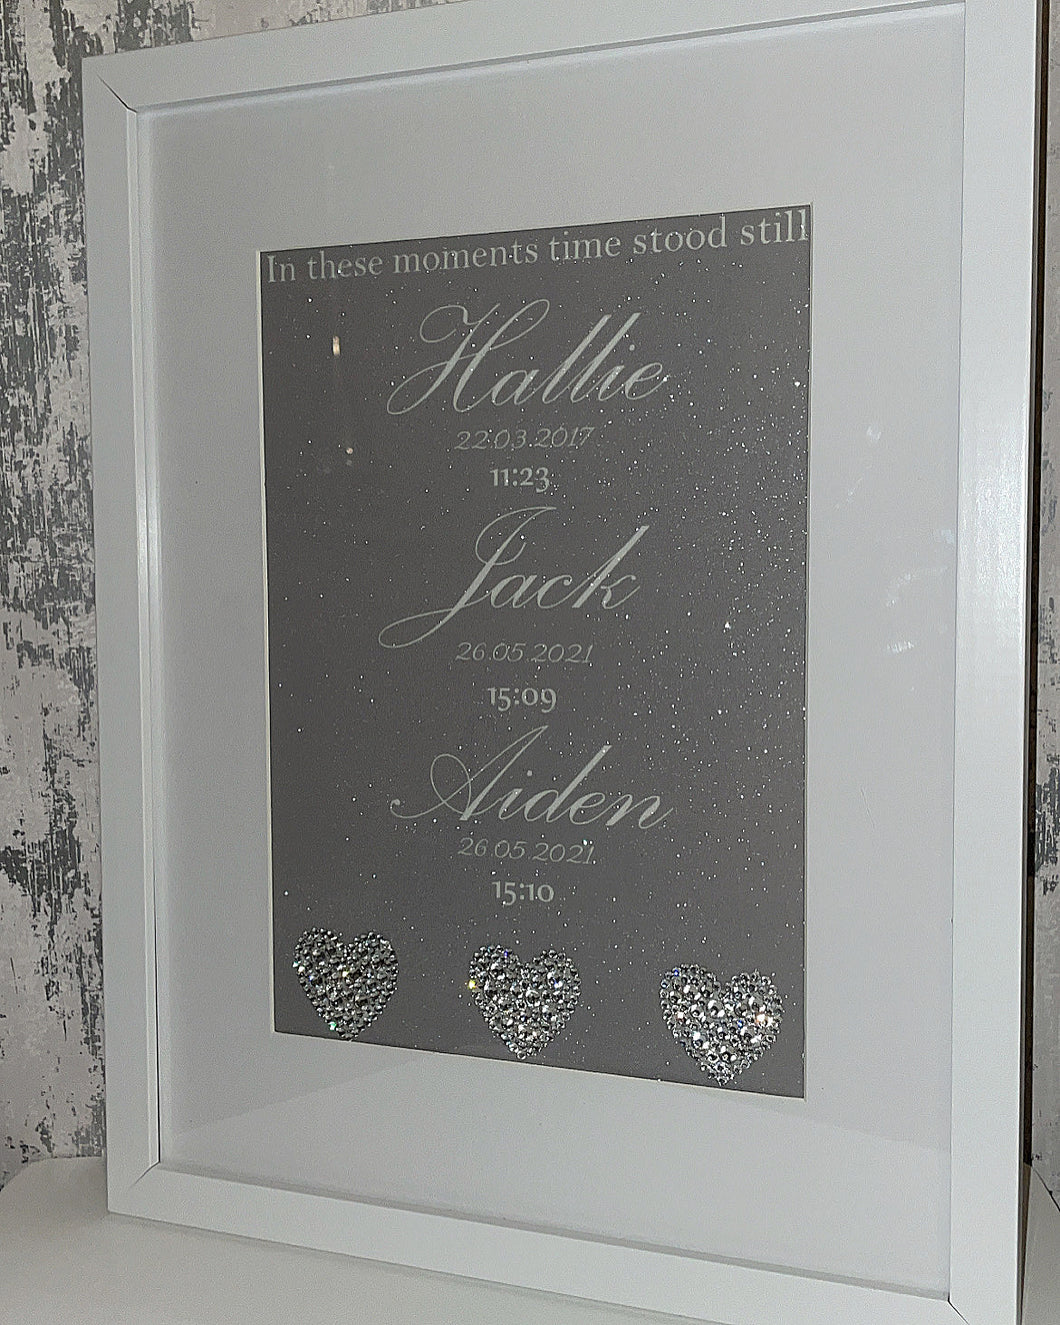 In these moments time stood still
Hallie
22.03.2017
11:23
Jack
26.05.2021
15:09
Aiden
26.05.2021
15:10